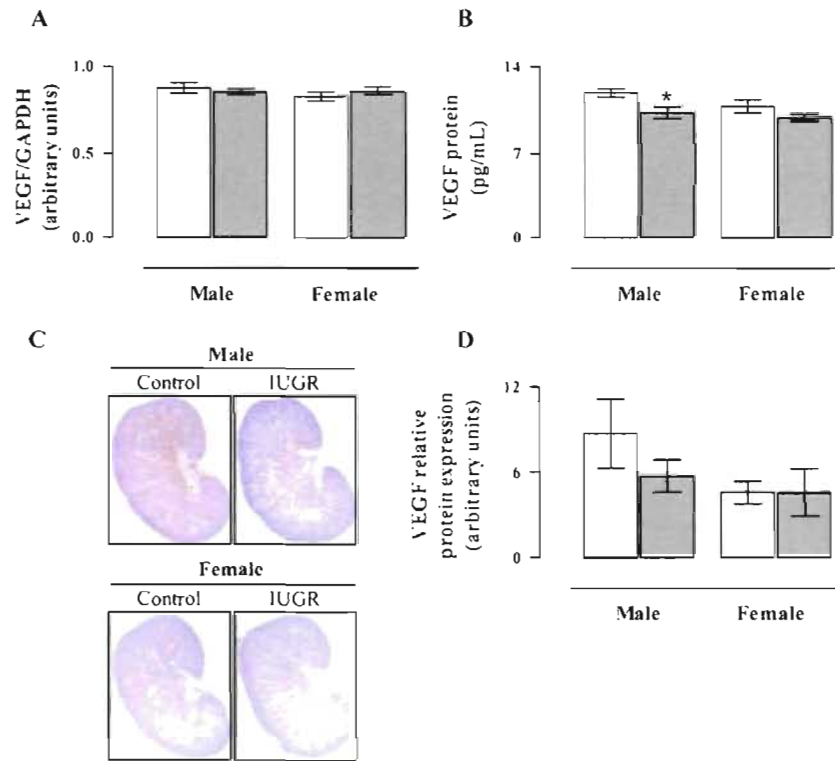 A
VEGF/GAPDH
(arbitrary units)
1.0
0.5
0.0
Male Female
B
VEGF protein
(pg/mL)
14
7
0
*
Male Female
C
Male
Control IUGR
Female
Control IUGR
D
VEGF relative
protein expression
(arbitrary units)
12
6
0
Male Female